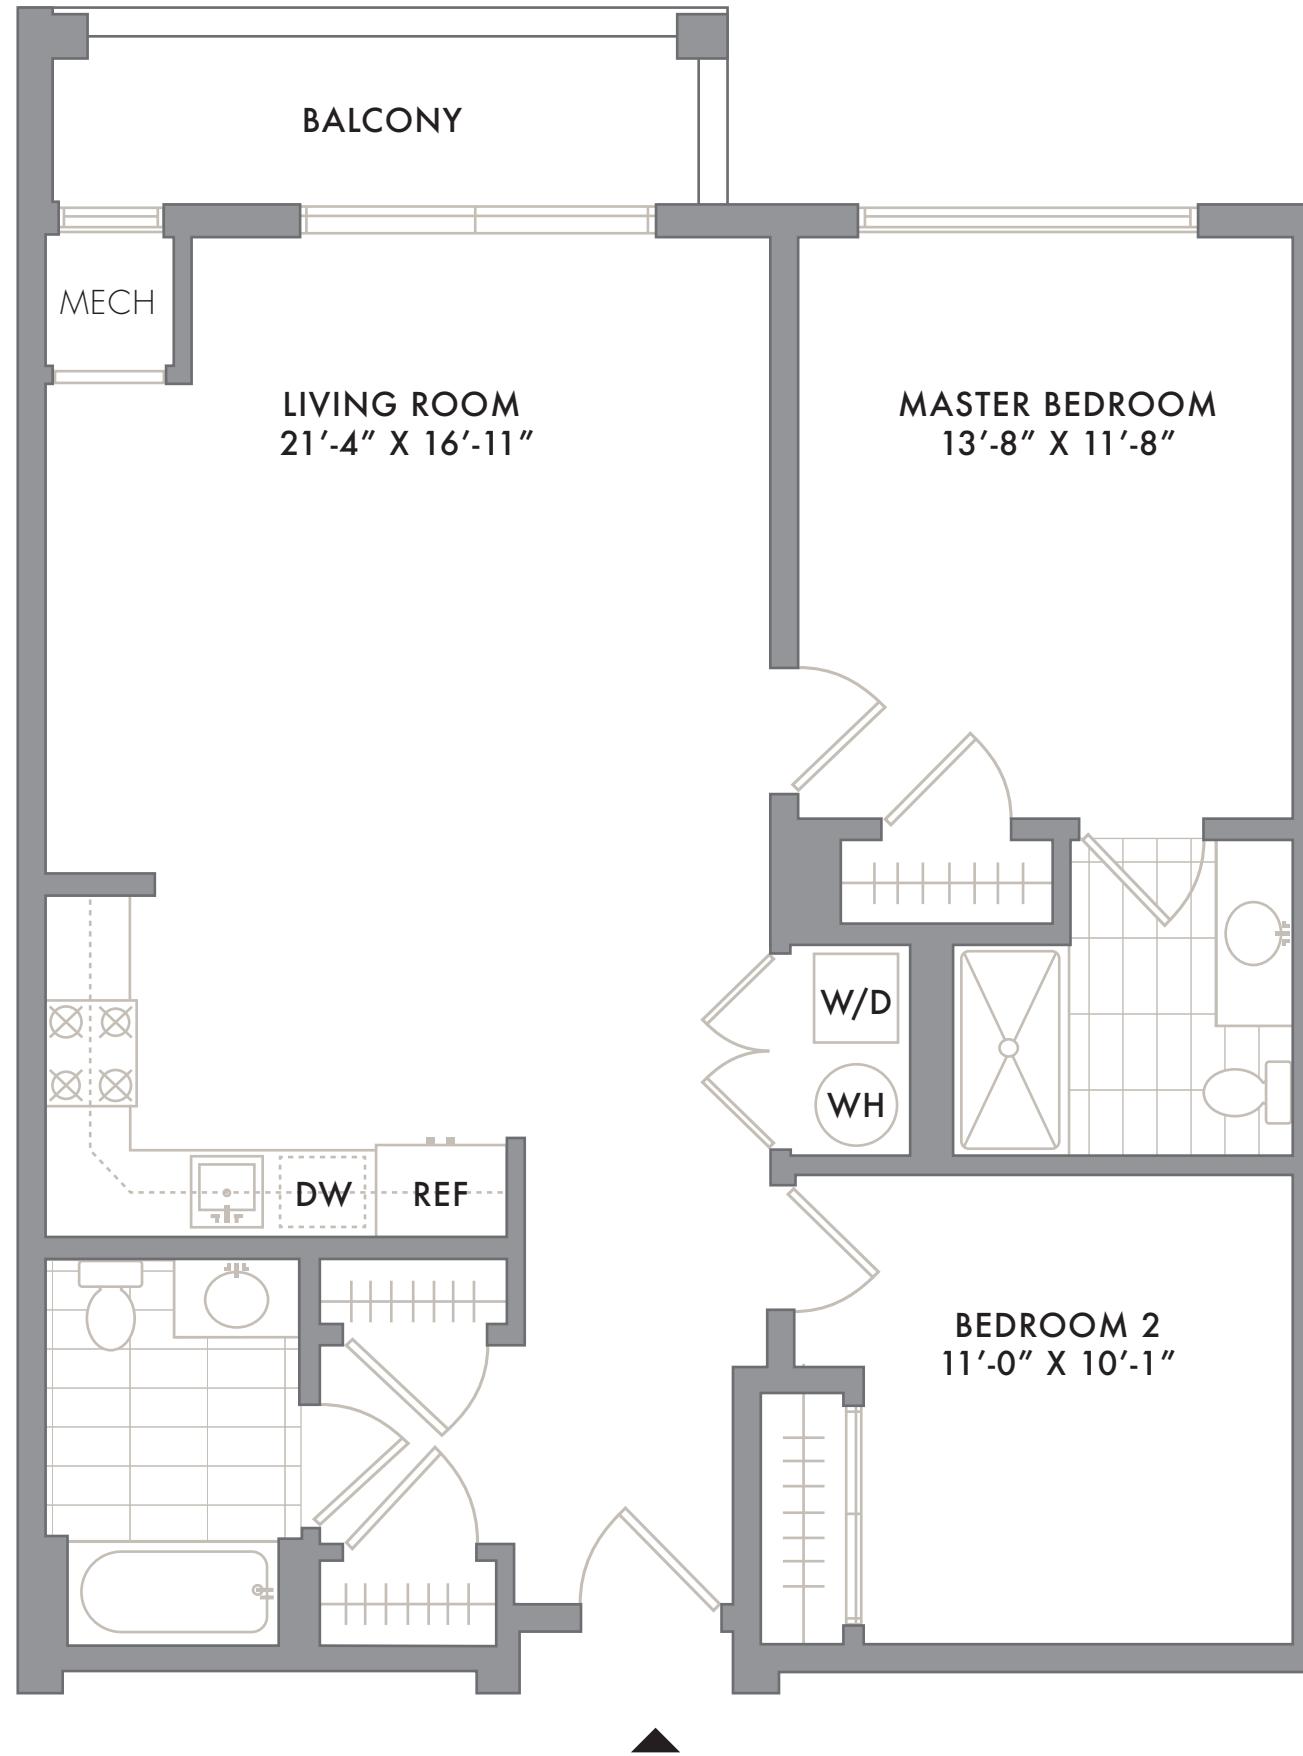 BALCONY
MECH
LIVING ROOM
21′-4″ X 16′-11″
MASTER BEDROOM
13′-8″ X 11′-8″
W/D
WH
DW
REF
BEDROOM 2
11′-0″ X 10′-1″